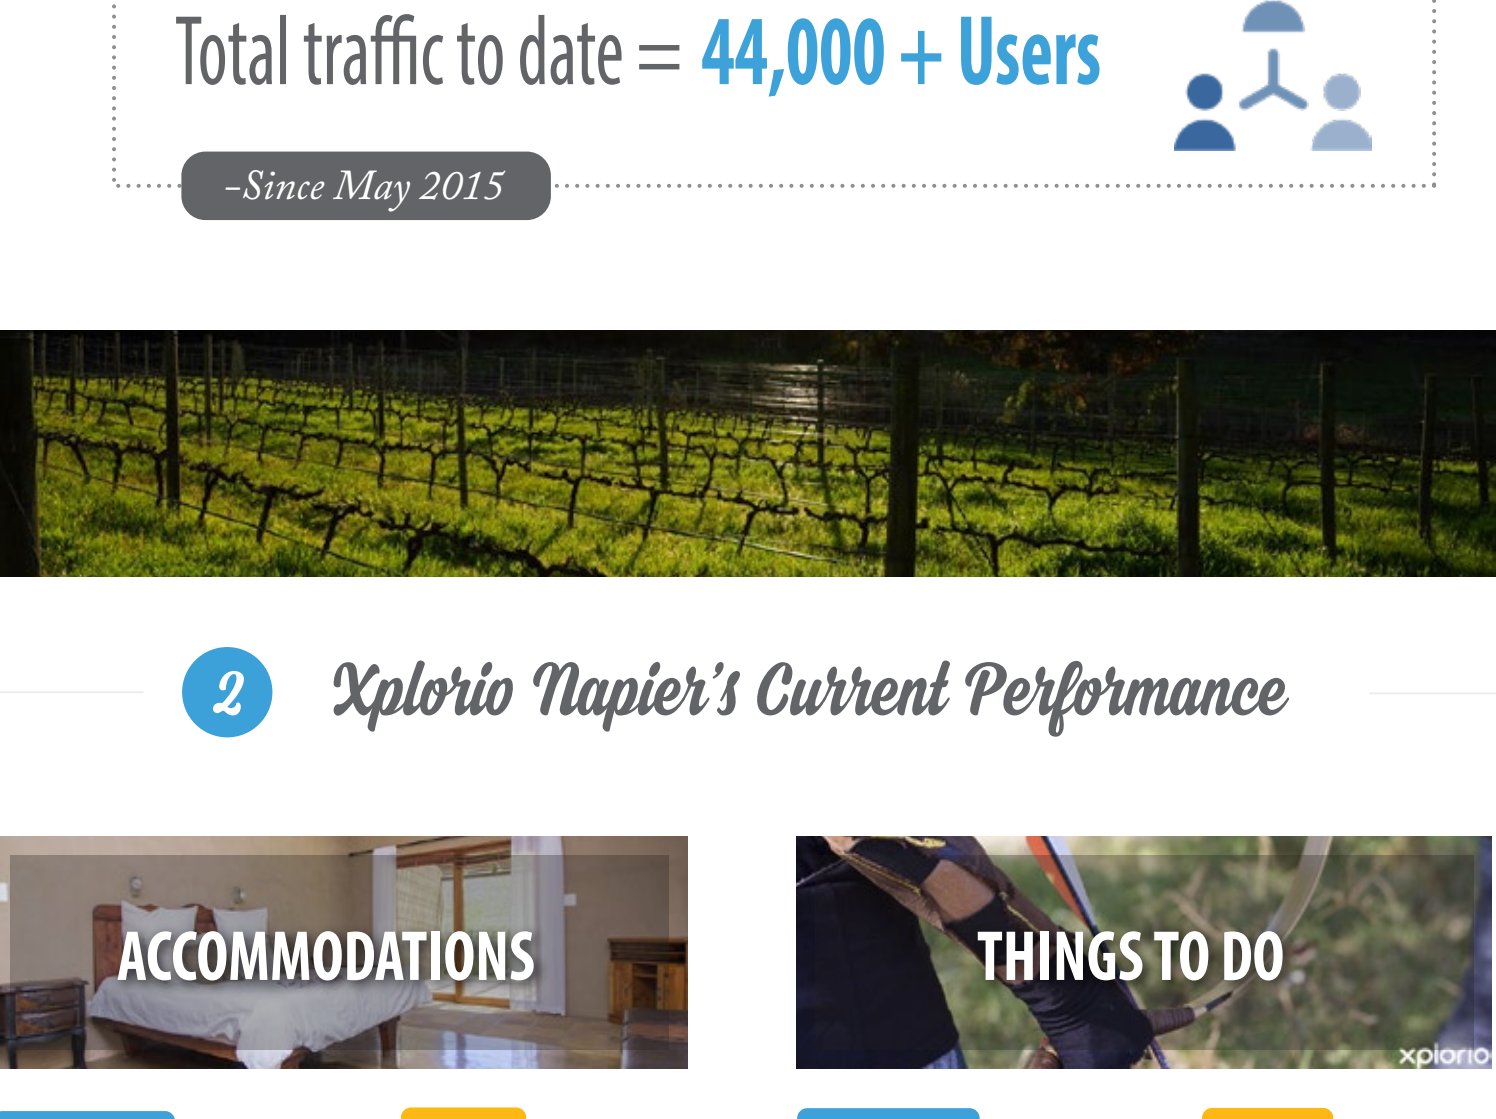 Total traffic to date = 44,000 + Users
-Since May 2015
2 Xplorio Napier's Current Performance
ACCOMMODATIONS
THINGS TO DO
xplorio